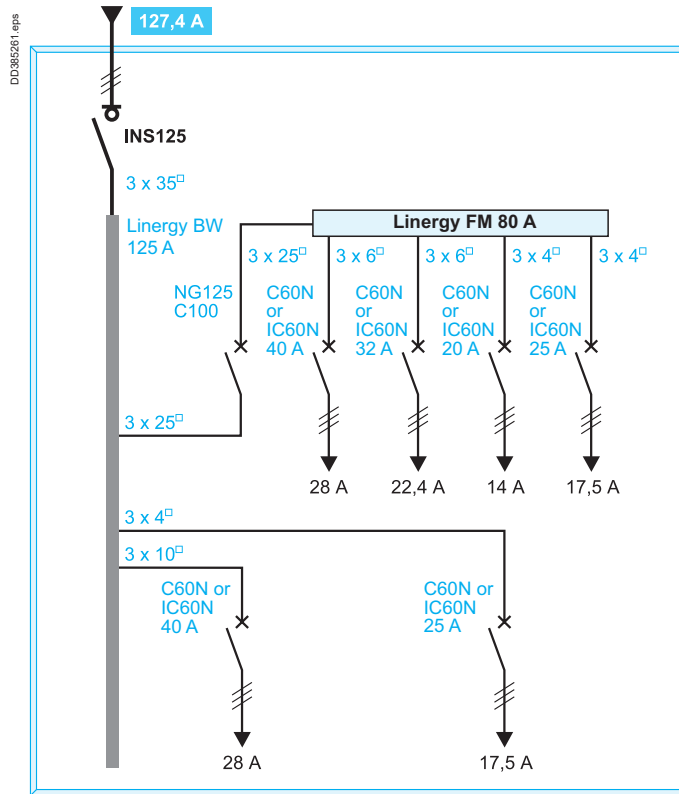 DD385261.eps
127,4 A
INS125
3 x 35□
Linergy BW
125 A
Linergy FM 80 A
3 x 25□
3 x 6□
3 x 6□
3 x 4□
3 x 4□
NG125
C100
C60N
or
IC60N
40 A
C60N
or
IC60N
32 A
C60N
or
IC60N
20 A
C60N
or
IC60N
25 A
3 x 25□
28 A
22,4 A
14 A
17,5 A
3 x 4□
3 x 10□
C60N or
IC60N
40 A
C60N or
IC60N
25 A
28 A
17,5 A